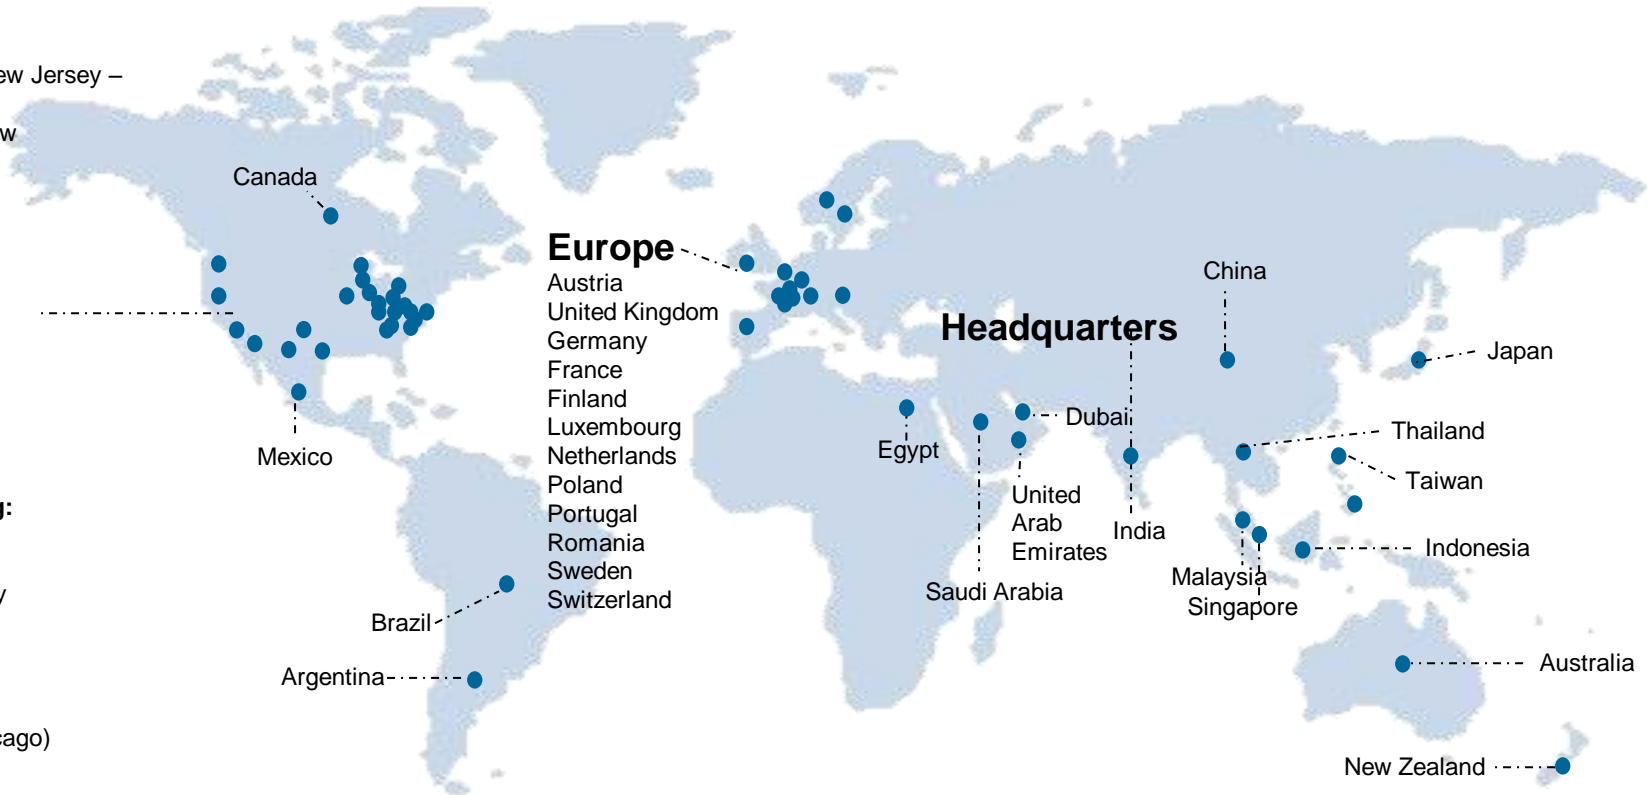 ew Jersey –
w
Canada
Mexico
g:
y
cago)
Brazil
Argentina
Europe
Austria
United Kingdom
Germany
France
Finland
Luxembourg
Netherlands
Poland
Portugal
Romania
Sweden
Switzerland
Headquarters
China
Japan
Dubai
Egypt
Thailand
Taiwan
United
Arab
Emirates
India
Indonesia
Malaysia
Singapore
Saudi Arabia
Australia
New Zealand